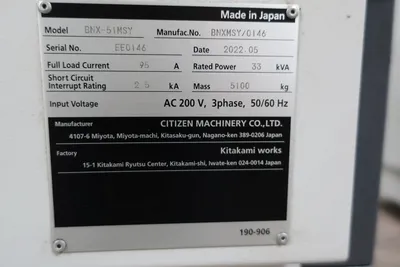 Made in Japan
Model BNX-51MSY Manufac.No. BNXMSY/0146
Serial No. EE0146 Date 2022.05
Full Load Current 95 A Rated Power 33 kVA
Short Circuit
Interrupt Rating 2.5 kA Mass 5100 kg
Input Voltage AC 200 V, 3phase, 50/60 Hz
Manufacturer CITIZEN MACHINERY CO.,LTD.
4107-6 Miyota, Miyota-machi, Kitasaku-gun, Nagano-ken 389-0206 Japan
Factory Kitakami works
15-1 Kitakami Ryutsu Center, Kitakami-shi, Iwate-ken 024-0014 Japan
190-906